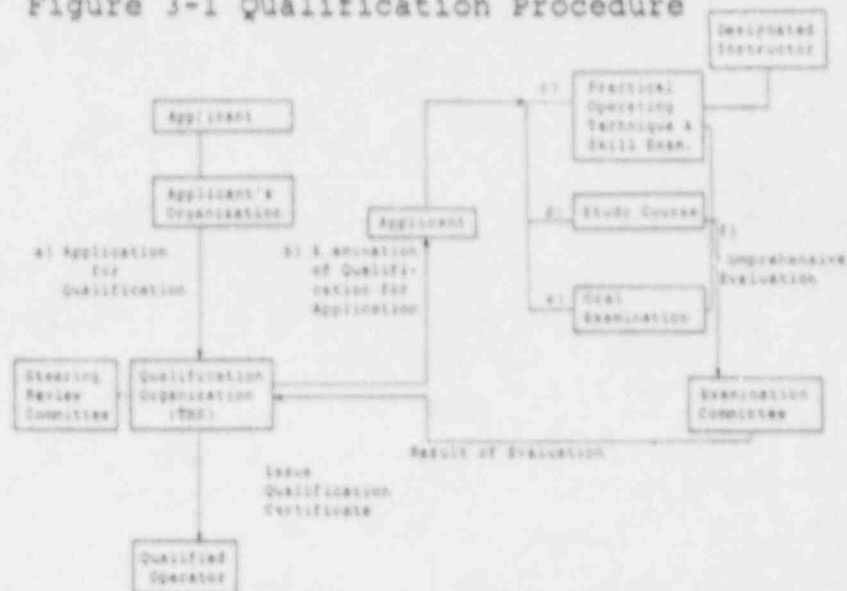 Figure 3-1 Qualification Procedure
Designated
Instructor
c)
Practical
Operating
Technique &
Skill Exam.
Applicant
Applicant's
Organization
Applicant
d)
Study Course
f)
a) Application
for
Qualification
b) E amination
of Qualifi-
cation for
Application
omprehensive
Evaluation
e)
Oral
Examination
Steering
Review
Committee
Qualification
Organization
Examination
Committee
Result of Evaluation
Issue
Qualification
Certificate
Qualified
Operator